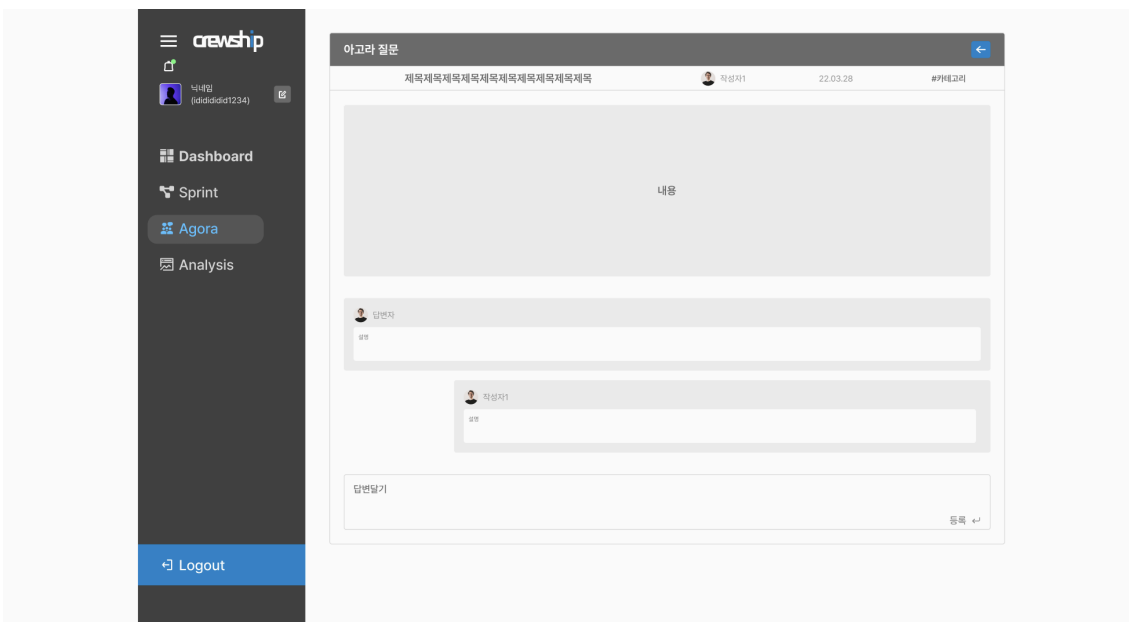 crewship
닉네임
(idididid1234)
Dashboard
Sprint
Agora
Analysis
Logout
아고라 질문
제목제목제목제목제목제목제목제목제목제목 작성자1 22.03.28 #카테고리
내용
답변자
설명
작성자1
설명
답변달기
등록